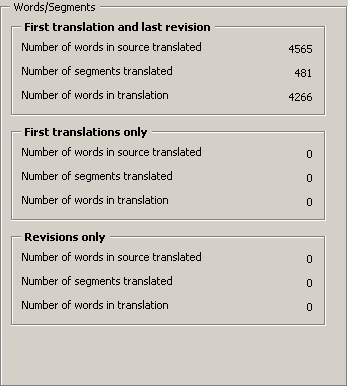 Words/Segments
First translation and last revision
Number of words in source translated 4565
Number of segments translated 481
Number of words in translation 4266
First translations only
Number of words in source translated 0
Number of segments translated 0
Number of words in translation 0
Revisions only
Number of words in source translated 0
Number of segments translated 0
Number of words in translation 0